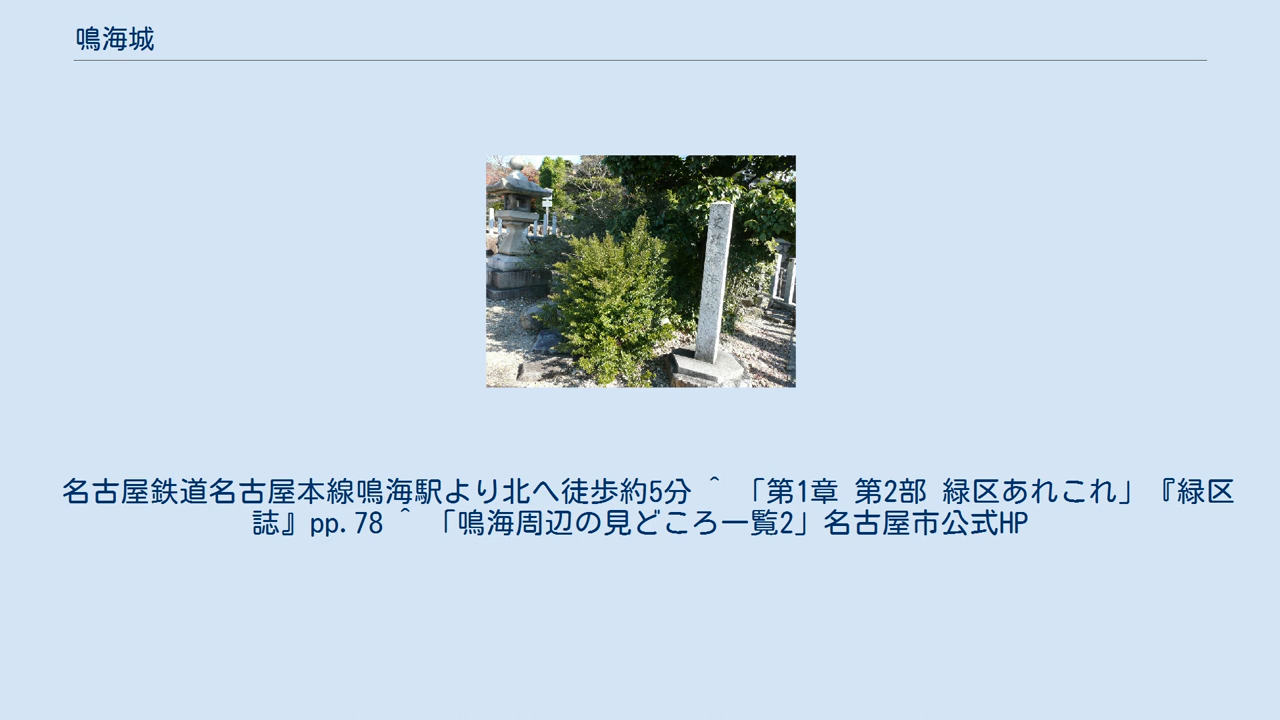 鳴海城
名古屋鉄道名古屋本線鳴海駅より北へ徒歩約5分 ^ 「第1章 第2部 緑区あれこれ」『緑区
誌』pp.78 ^ 「鳴海周辺の見どころ一覧2」名古屋市公式HP